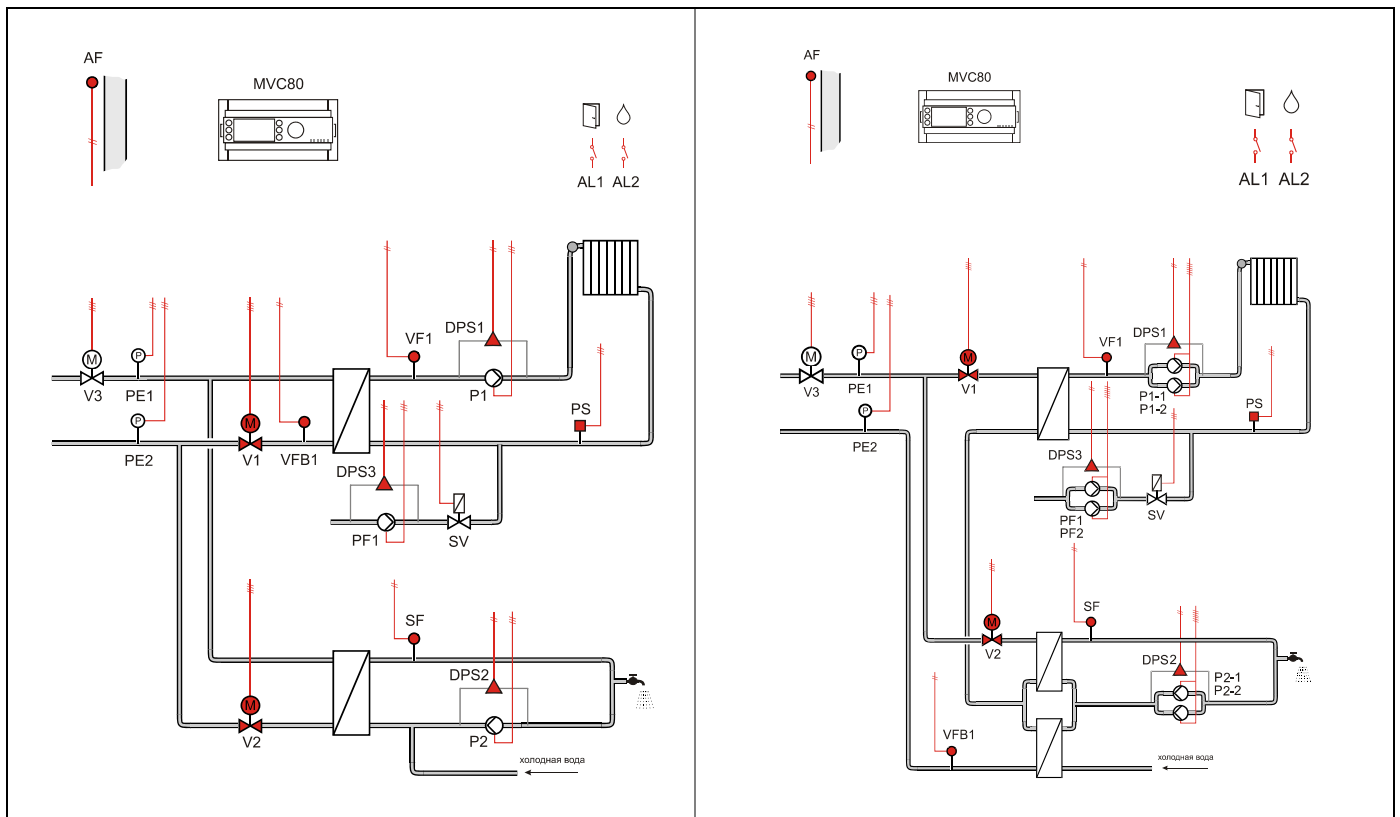 AF
MVC80
AL1 AL2
M
V3
P
PE1
P
PE2
M
V1
VFB1
VF1
DPS1
P1
PS
DPS3
PF1
SV
M
V2
SF
DPS2
P2
холодная вода
AF
MVC80
AL1 AL2
M
V3
P
PE1
P
PE2
M
V1
VF1
DPS1
P1-1
P1-2
PS
DPS3
PF1
PF2
SV
M
V2
SF
DPS2
P2-1
P2-2
VFB1
холодная вода